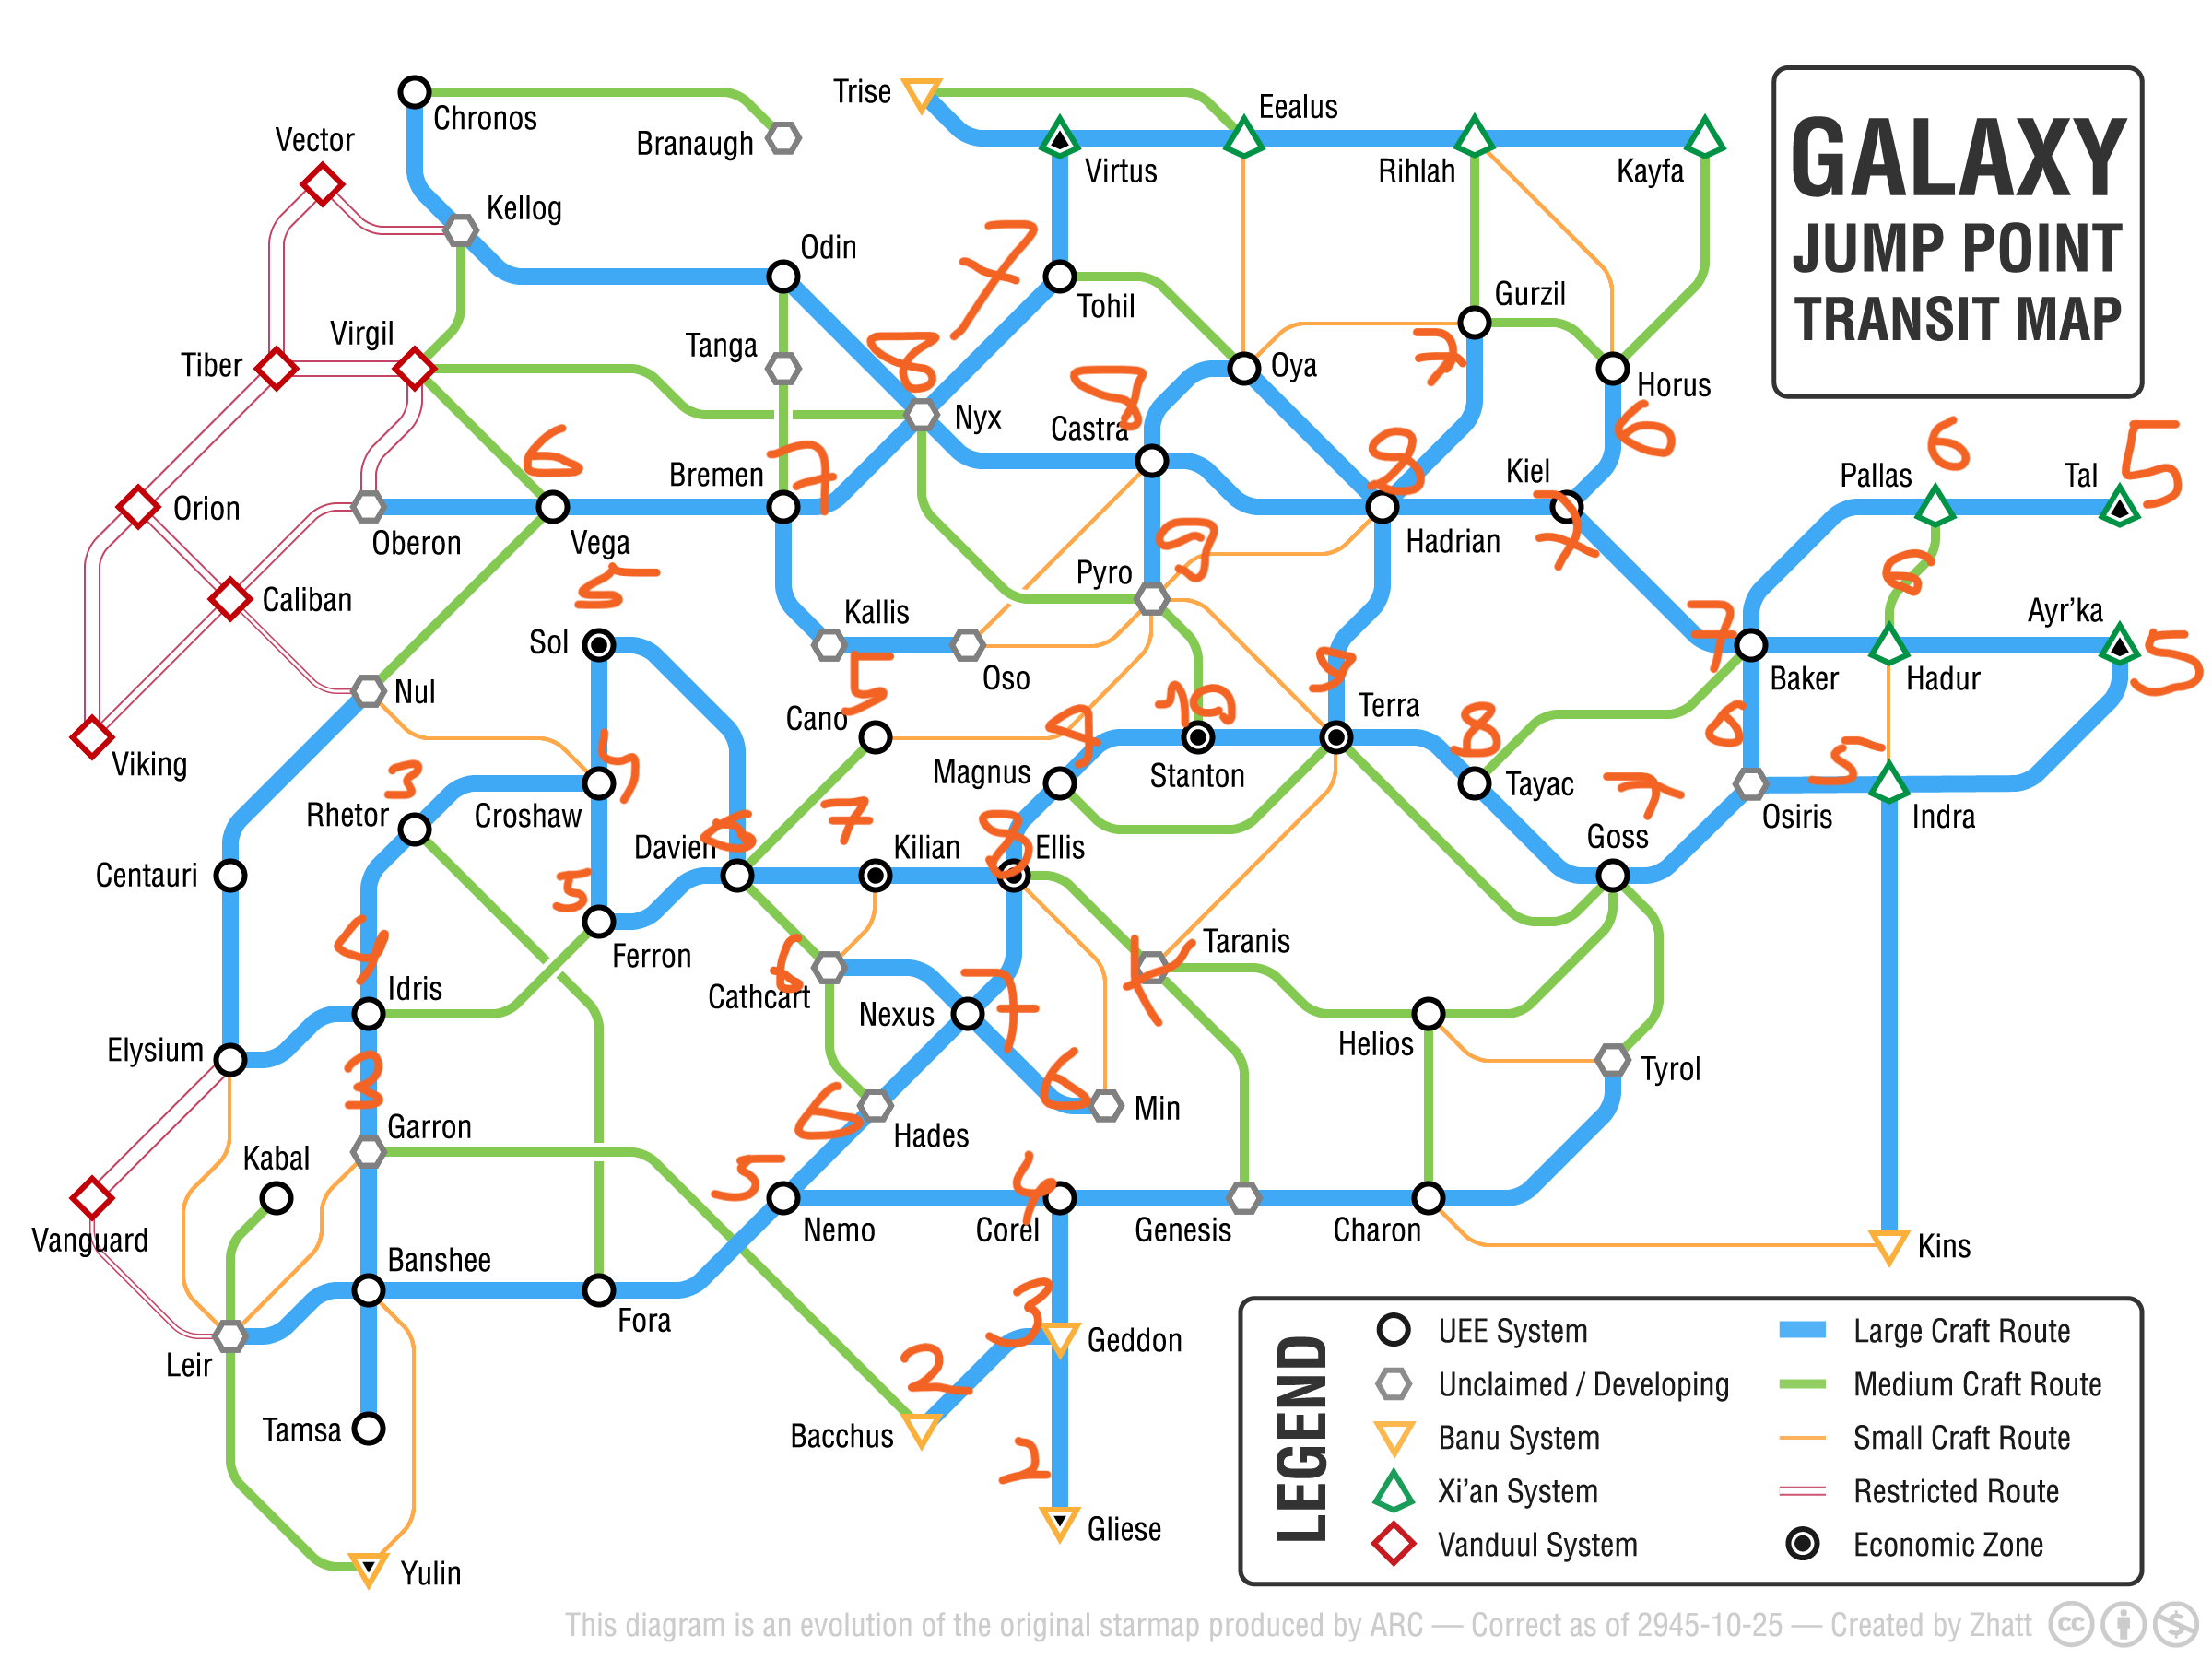 GALAXY
JUMP POINT
TRANSIT MAP
Chronos
Branaugh
Trise
Eealus
Vector
Virtus
Rihlah
Kayfa
Kellog
Odin
7
Tohil
Gurzil
Tiber
Virgil
Tanga
8
Oya
7
Horus
Nyx
Castra
8
6
Orion
6
Bremen
7
8
Kiel
7
Pallas
6
Tal
5
Oberon
Vega
Hadrian
Caliban
5
Pyro
9
8
Ayr'ka
Sol
Kallis
Oso
7
Baker
Hadur
5
Nul
5
Cano
10
9
Terra
Viking
4
Magnus
9
Stanton
8
Tayac
8
5
3
Rhetor
Croshaw
7
7
Osiris
Indra
Centauri
Davien
6
Kilian
8
Ellis
Goss
5
Ferron
4
Idris
Cathcart
6
Nexus
7
Taranis
Elysium
Helios
Tyrol
3
Garron
6
Hades
6
Min
Kabal
5
4
Vanguard
Nemo
Corel
Genesis
Charon
Kins
Banshee
Fora
3
Geddon
Leir
2
Tamsa
Bacchus
2
Gliese
Yulin
LEGEND
UEE System
Large Craft Route
Unclaimed / Developing
Medium Craft Route
Banu System
Small Craft Route
Xi'an System
Restricted Route
Vanduul System
Economic Zone
This diagram is an evolution of the original starmap produced by ARC — Correct as of 2945-10-25 — Created by Zhatt